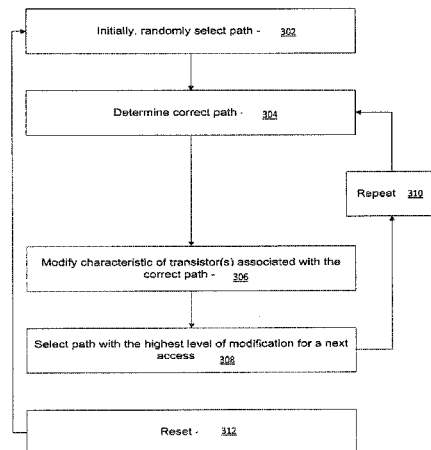 Initially, randomly select path - 302
Determine correct path - 304
Repeat 310
Modify characteristic of transistor(s) associated with the
correct path - 306
Select path with the highest level of modification for a next
access
308
Reset - 312